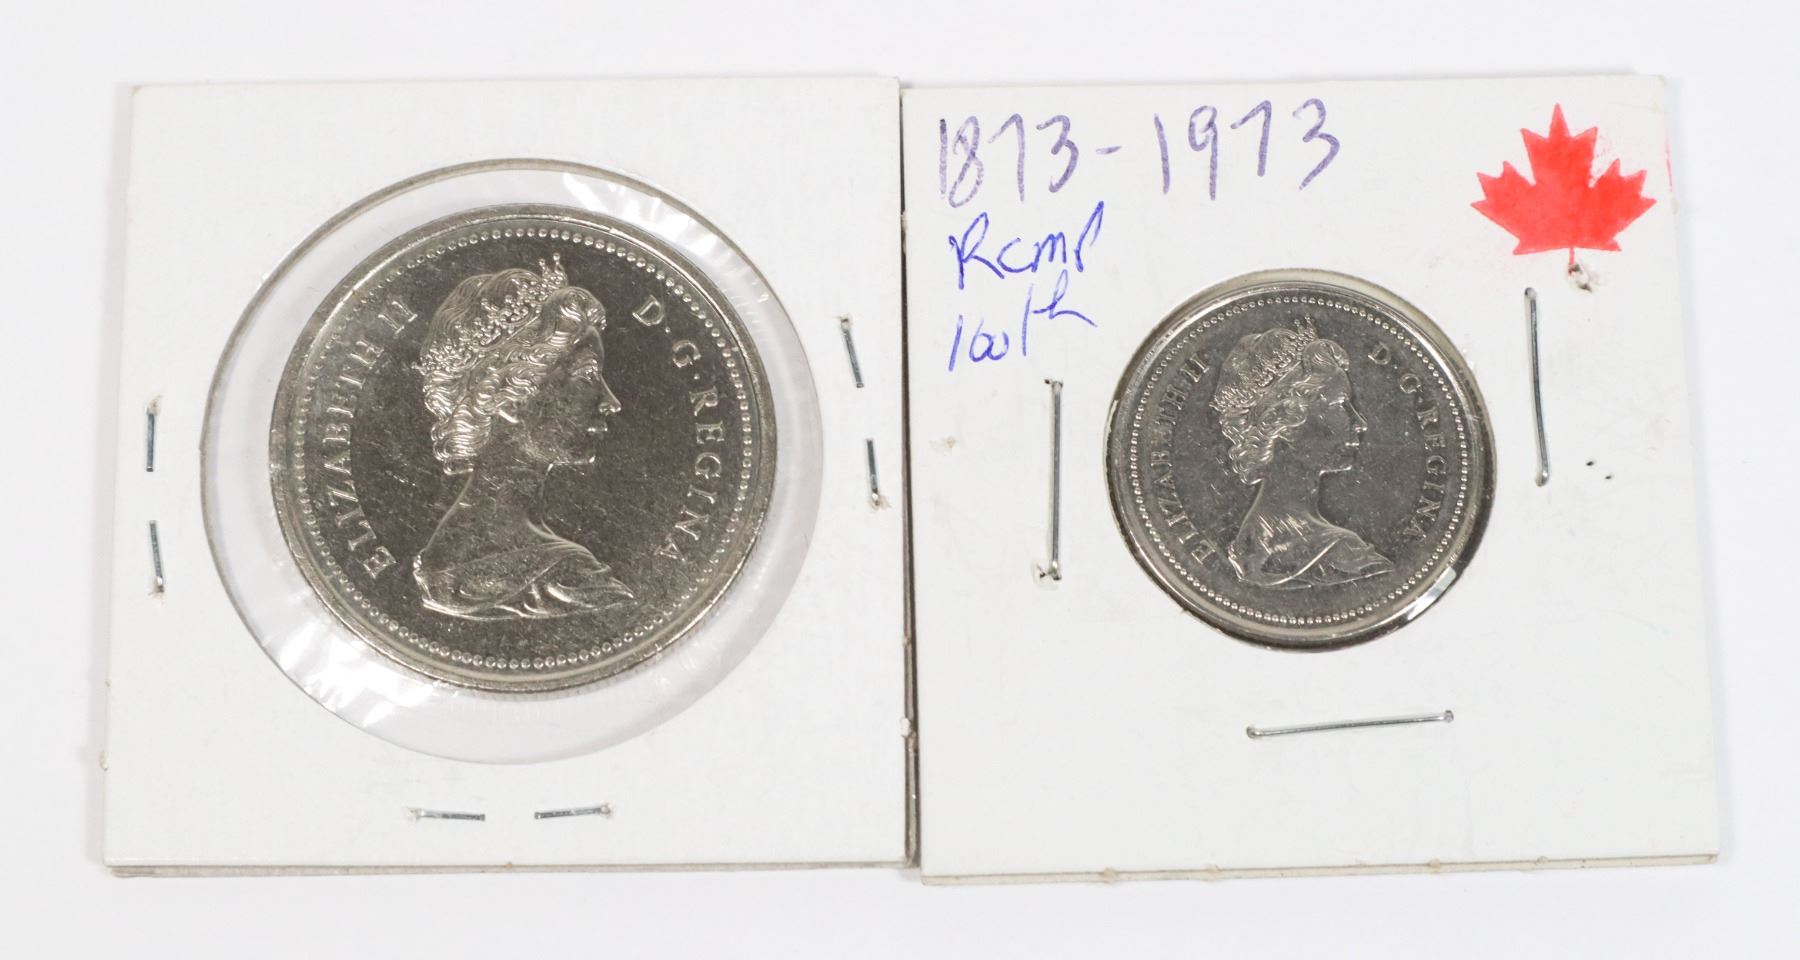 ELIZABETH II D·G·REGINA
1873-1973
Rcmp
100th
ELIZABETH II D·G·REGINA